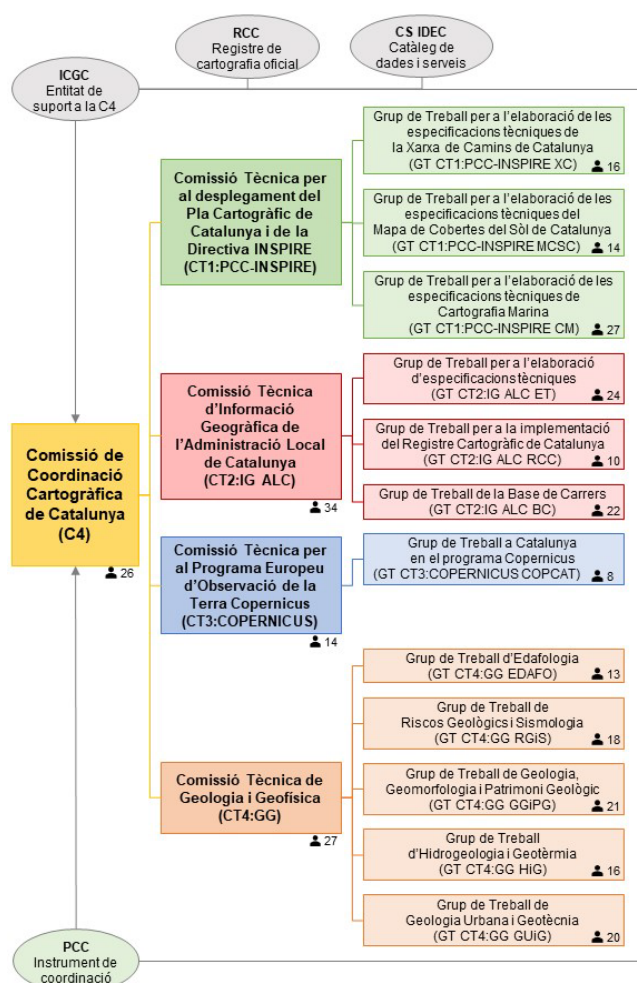 RCC
Registre de
cartografia oficial
CS IDEC
Catàleg de
dades i serveis
ICGC
Entitat de
suport a la C4
Comissió Tècnica per
al desplegament del
Pla Cartogràfic de
Catalunya i de la
Directiva INSPIRE
(CT1:PCC-INSPIRE)
Grup de Treball per a l'elaboració de les
especificacions tècniques de
la Xarxa de Camins de Catalunya
(GT CT1:PCC-INSPIRE XC)
16
Grup de Treball per a l'elaboració de les
especificacions tècniques del
Mapa de Cobertes del Sòl de Catalunya
(GT CT1:PCC-INSPIRE MCSC)
14
Grup de Treball per a l'elaboració de les
especificacions tècniques de
Cartografia Marina
(GT CT1:PCC-INSPIRE CM)
27
Comissió Tècnica
d'Informació
Geogràfica de
l'Administració Local
de Catalunya
(CT2:IG ALC)
34
Grup de Treball per a l'elaboració
d'especificacions tècniques
(GT CT2:IG ALC ET)
24
Grup de Treball per a la implementació
del Registre Cartogràfic de Catalunya
(GT CT2:IG ALC RCC)
10
Grup de Treball de la Base de Carrers
(GT CT2:IG ALC BC)
22
Comissió de
Coordinació
Cartogràfica
de Catalunya
(C4)
26
Comissió Tècnica per
al Programa Europeu
d'Observació de la
Terra Copernicus
(CT3:COPERNICUS)
14
Grup de Treball a Catalunya
en el programa Copernicus
(GT CT3:COPERNICUS COPCAT)
8
Comissió Tècnica de
Geologia i Geofísica
(CT4:GG)
27
Grup de Treball d'Edafologia
(GT CT4:GG EDAFO)
13
Grup de Treball de
Riscos Geològics i Sismologia
(GT CT4:GG RGiS)
18
Grup de Treball de Geologia,
Geomorfologia i Patrimoni Geològic
(GT CT4:GG GGiPG)
21
Grup de Treball
d'Hidrogeologia i Geotèrmia
(GT CT4:GG HiG)
16
Grup de Treball de
Geologia Urbana i Geotècnia
(GT CT4:GG GUiG)
20
PCC
Instrument de
coordinació